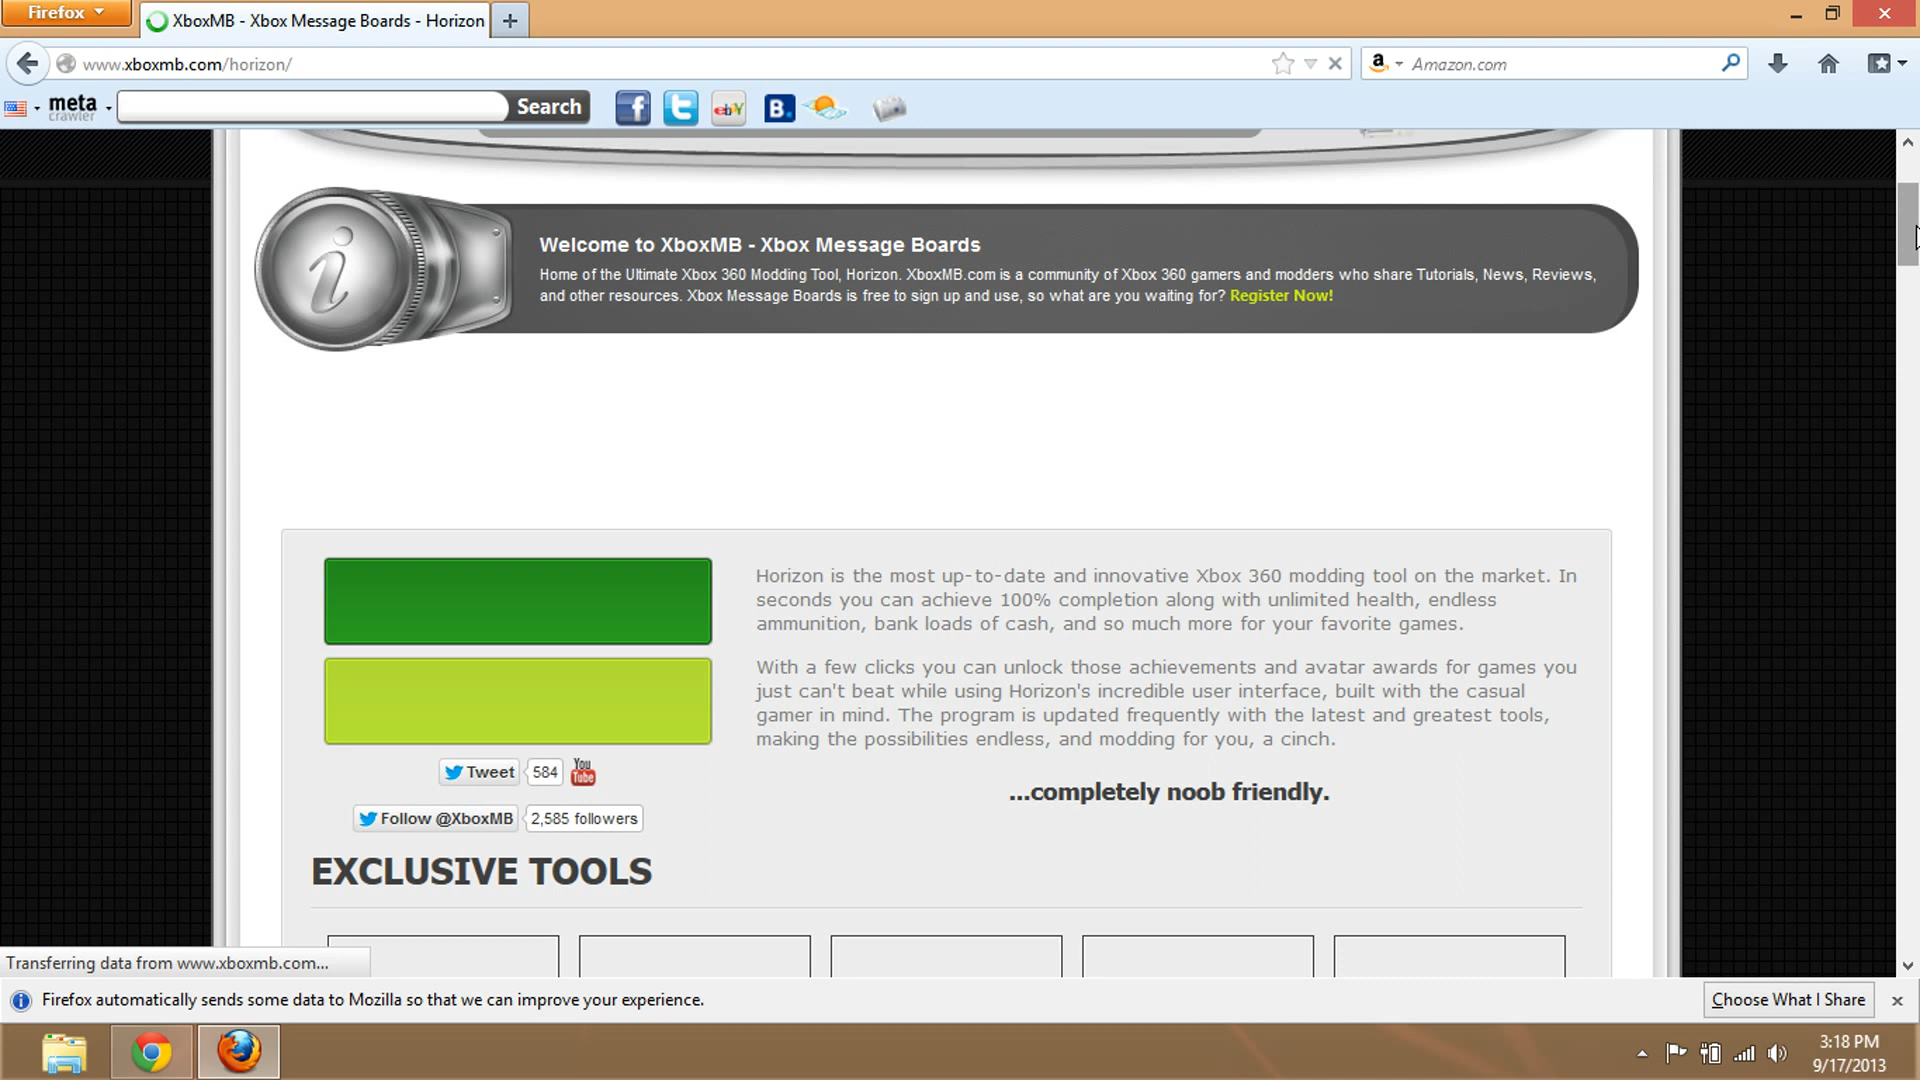 Firefox
XboxMB - Xbox Message Boards - Horizon
www.xboxmb.com/horizon/
Amazon.com
meta
crawler
Search
ebY
B.
Welcome to XboxMB - Xbox Message Boards
Home of the Ultimate Xbox 360 Modding Tool, Horizon. XboxMB.com is a community of Xbox 360 gamers and modders who share Tutorials, News, Reviews,
and other resources. Xbox Message Boards is free to sign up and use, so what are you waiting for? Register Now!
Horizon is the most up-to-date and innovative Xbox 360 modding tool on the market. In
seconds you can achieve 100% completion along with unlimited health, endless
ammunition, bank loads of cash, and so much more for your favorite games.
With a few clicks you can unlock those achievements and avatar awards for games you
just can't beat while using Horizon's incredible user interface, built with the casual
gamer in mind. The program is updated frequently with the latest and greatest tools,
making the possibilities endless, and modding for you, a cinch.
Tweet 584 You Tube
...completely noob friendly.
Follow @XboxMB 2,585 followers
EXCLUSIVE TOOLS
Transferring data from www.xboxmb.com...
Firefox automatically sends some data to Mozilla so that we can improve your experience.
Choose What I Share
3:18 PM
9/17/2013